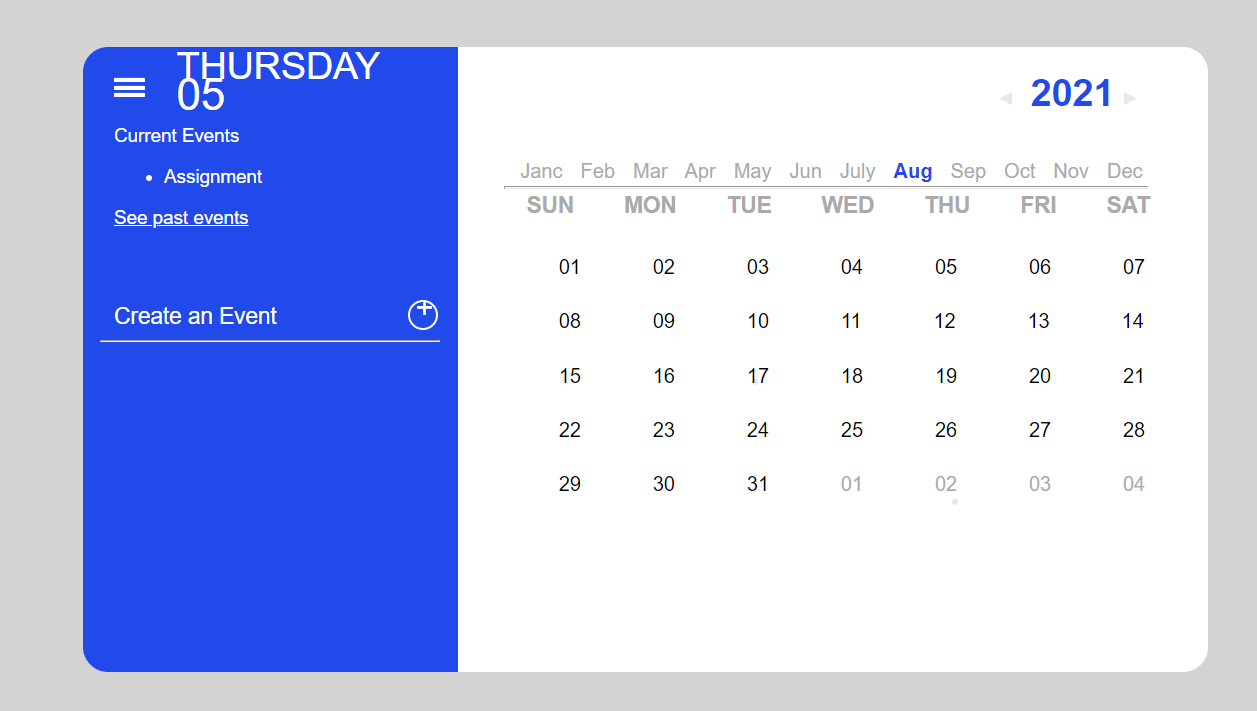 THURSDAY
05
Current Events
• Assignment
See past events
Create an Event
2021
Janc Feb Mar Apr May Jun July Aug Sep Oct Nov Dec
SUN MON TUE WED THU FRI SAT
01 02 03 04 05 06 07
08 09 10 11 12 13 14
15 16 17 18 19 20 21
22 23 24 25 26 27 28
29 30 31 01 02 03 04